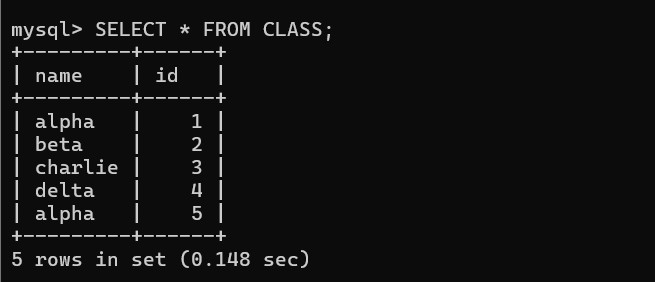 mysql> SELECT * FROM CLASS;
+---------+------+
| name    | id   |
+---------+------+
| alpha   |    1 |
| beta    |    2 |
| charlie |    3 |
| delta   |    4 |
| alpha   |    5 |
+---------+------+
5 rows in set (0.148 sec)